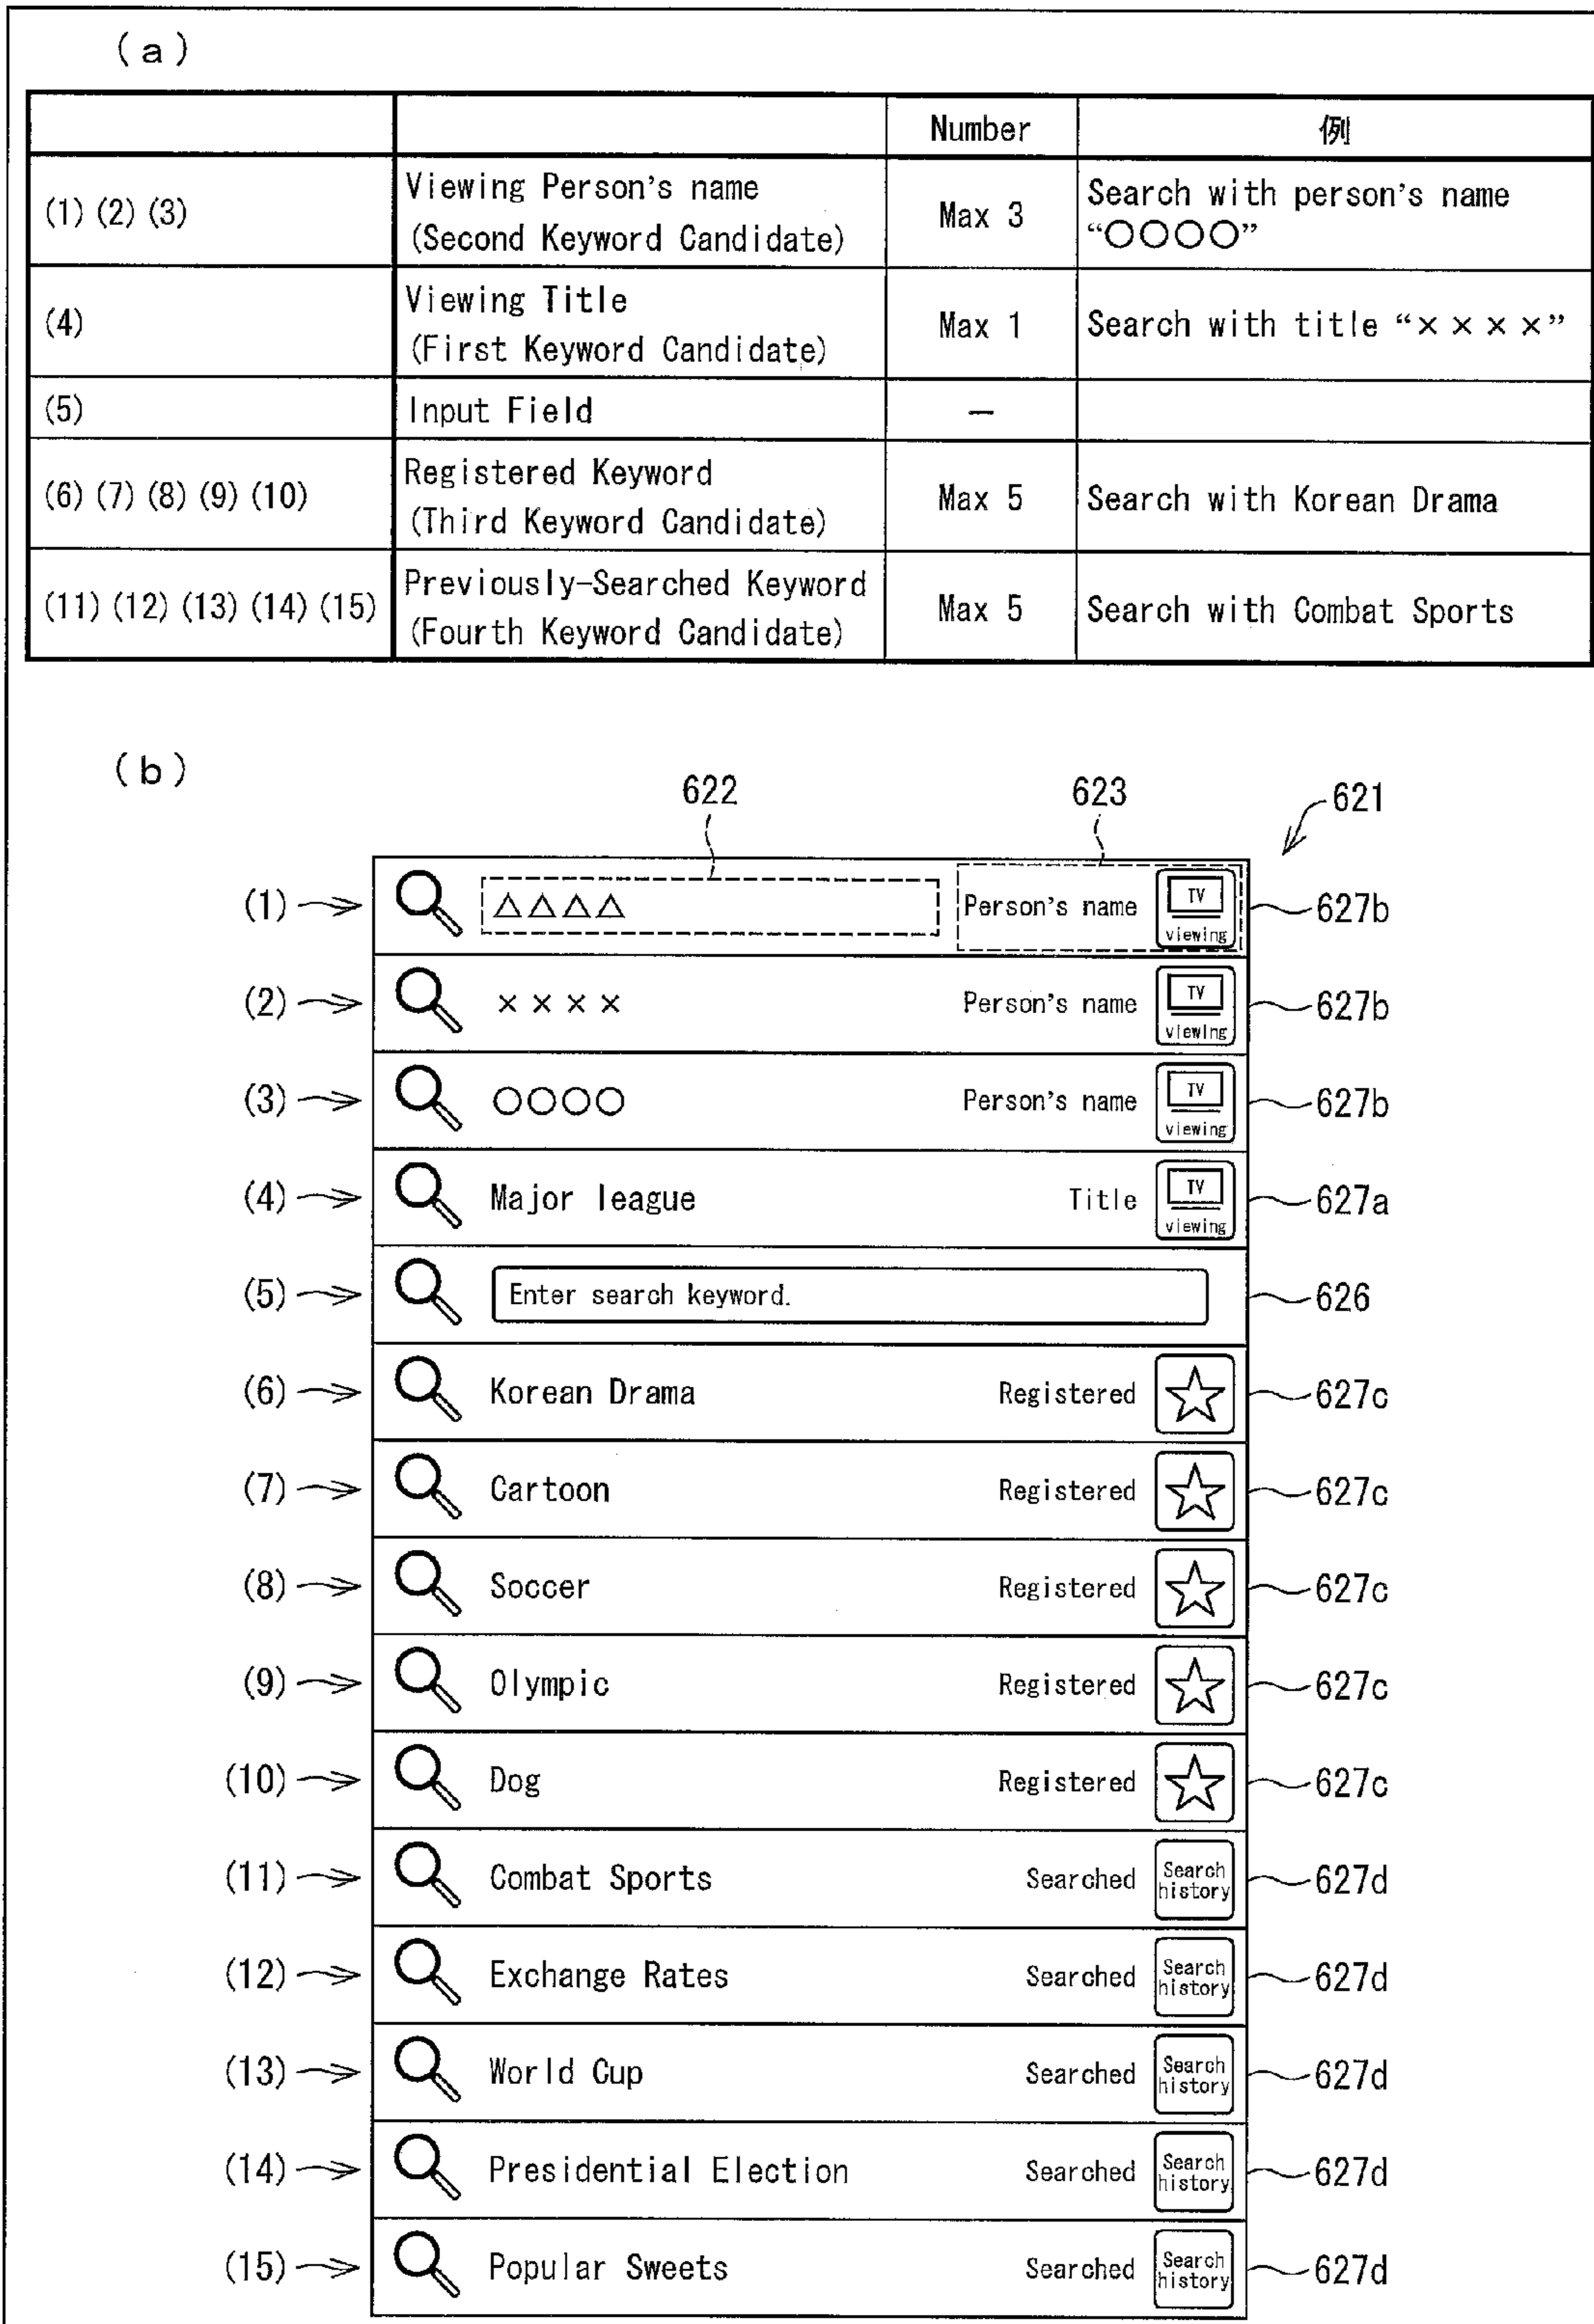 (a)
Number 例
(1)(2)(3) Viewing Person's name (Second Keyword Candidate) Max 3 Search with person's name “○○○○”
(4) Viewing Title (First Keyword Candidate) Max 1 Search with title “××××”
(5) Input Field —
(6)(7)(8)(9)(10) Registered Keyword (Third Keyword Candidate) Max 5 Search with Korean Drama
(11)(12)(13)(14)(15) Previously-Searched Keyword (Fourth Keyword Candidate) Max 5 Search with Combat Sports
(b)
622 623 621
(1) △△△△ Person's name TV viewing 627b
(2) ×××× Person's name TV viewing 627b
(3) ○○○○ Person's name TV viewing 627b
(4) Major league Title TV viewing 627a
(5) Enter search keyword. 626
(6) Korean Drama Registered 627c
(7) Cartoon Registered 627c
(8) Soccer Registered 627c
(9) Olympic Registered 627c
(10) Dog Registered 627c
(11) Combat Sports Searched Search history 627d
(12) Exchange Rates Searched Search history 627d
(13) World Cup Searched Search history 627d
(14) Presidential Election Searched Search history 627d
(15) Popular Sweets Searched Search history 627d